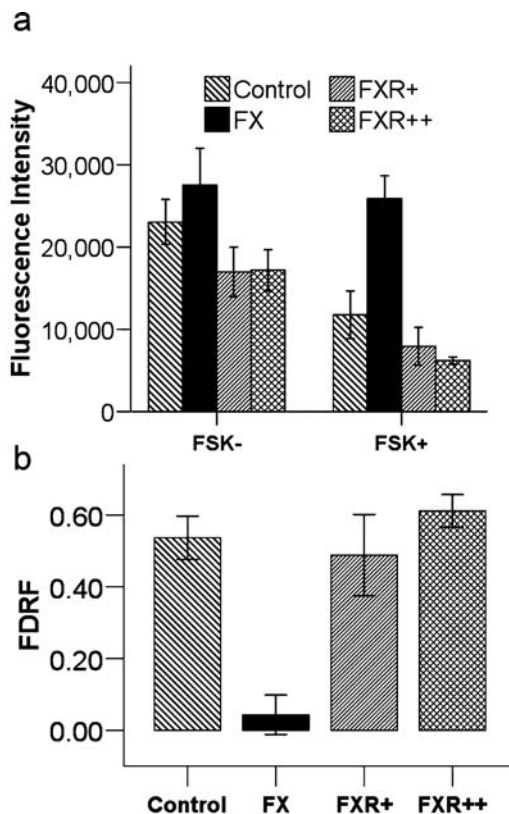 a
Fluorescence Intensity
40,000
30,000
20,000
10,000
0
Control
FX
FXR+
FXR++
FSK-
FSK+
b
FDRF
0.60
0.40
0.20
0.00
Control
FX
FXR+
FXR++